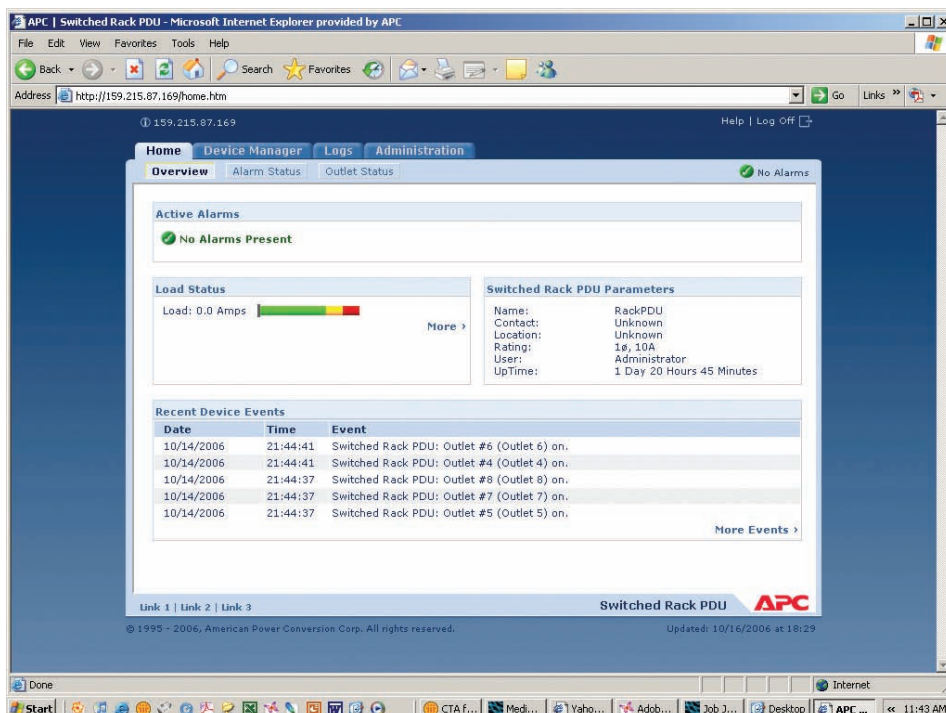 APC | Switched Rack PDU - Microsoft Internet Explorer provided by APC
File Edit View Favorites Tools Help
Back Search Favorites
Address http://159.215.87.169/home.htm Go Links »
159.215.87.169 Help | Log Off
Home Device Manager Logs Administration
Overview Alarm Status Outlet Status No Alarms
Active Alarms
No Alarms Present
Load Status Switched Rack PDU Parameters
Load: 0.0 Amps
More ›
Name: RackPDU
Contact: Unknown
Location: Unknown
Rating: 1ø, 10A
User: Administrator
UpTime: 1 Day 20 Hours 45 Minutes
Recent Device Events
Date Time Event
10/14/2006 21:44:41 Switched Rack PDU: Outlet #6 (Outlet 6) on.
10/14/2006 21:44:41 Switched Rack PDU: Outlet #4 (Outlet 4) on.
10/14/2006 21:44:37 Switched Rack PDU: Outlet #8 (Outlet 8) on.
10/14/2006 21:44:37 Switched Rack PDU: Outlet #7 (Outlet 7) on.
10/14/2006 21:44:37 Switched Rack PDU: Outlet #5 (Outlet 5) on.
More Events ›
Link 1 | Link 2 | Link 3 Switched Rack PDU APC
© 1995 - 2006, American Power Conversion Corp. All rights reserved. Updated: 10/16/2006 at 18:29
Done Internet
Start CTA f... Medi... Yaho... Adob... Job J... Desktop APC ... « 11:43 AM